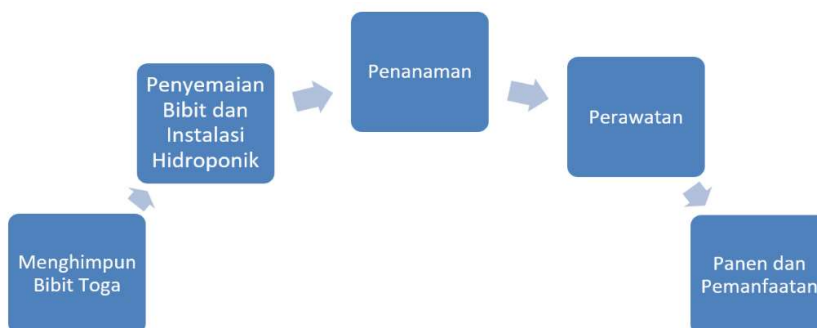 Menghimpun
Bibit Toga
Penyemaian
Bibit dan
Instalasi
Hidroponik
Penanaman
Perawatan
Panen dan
Pemanfaatan